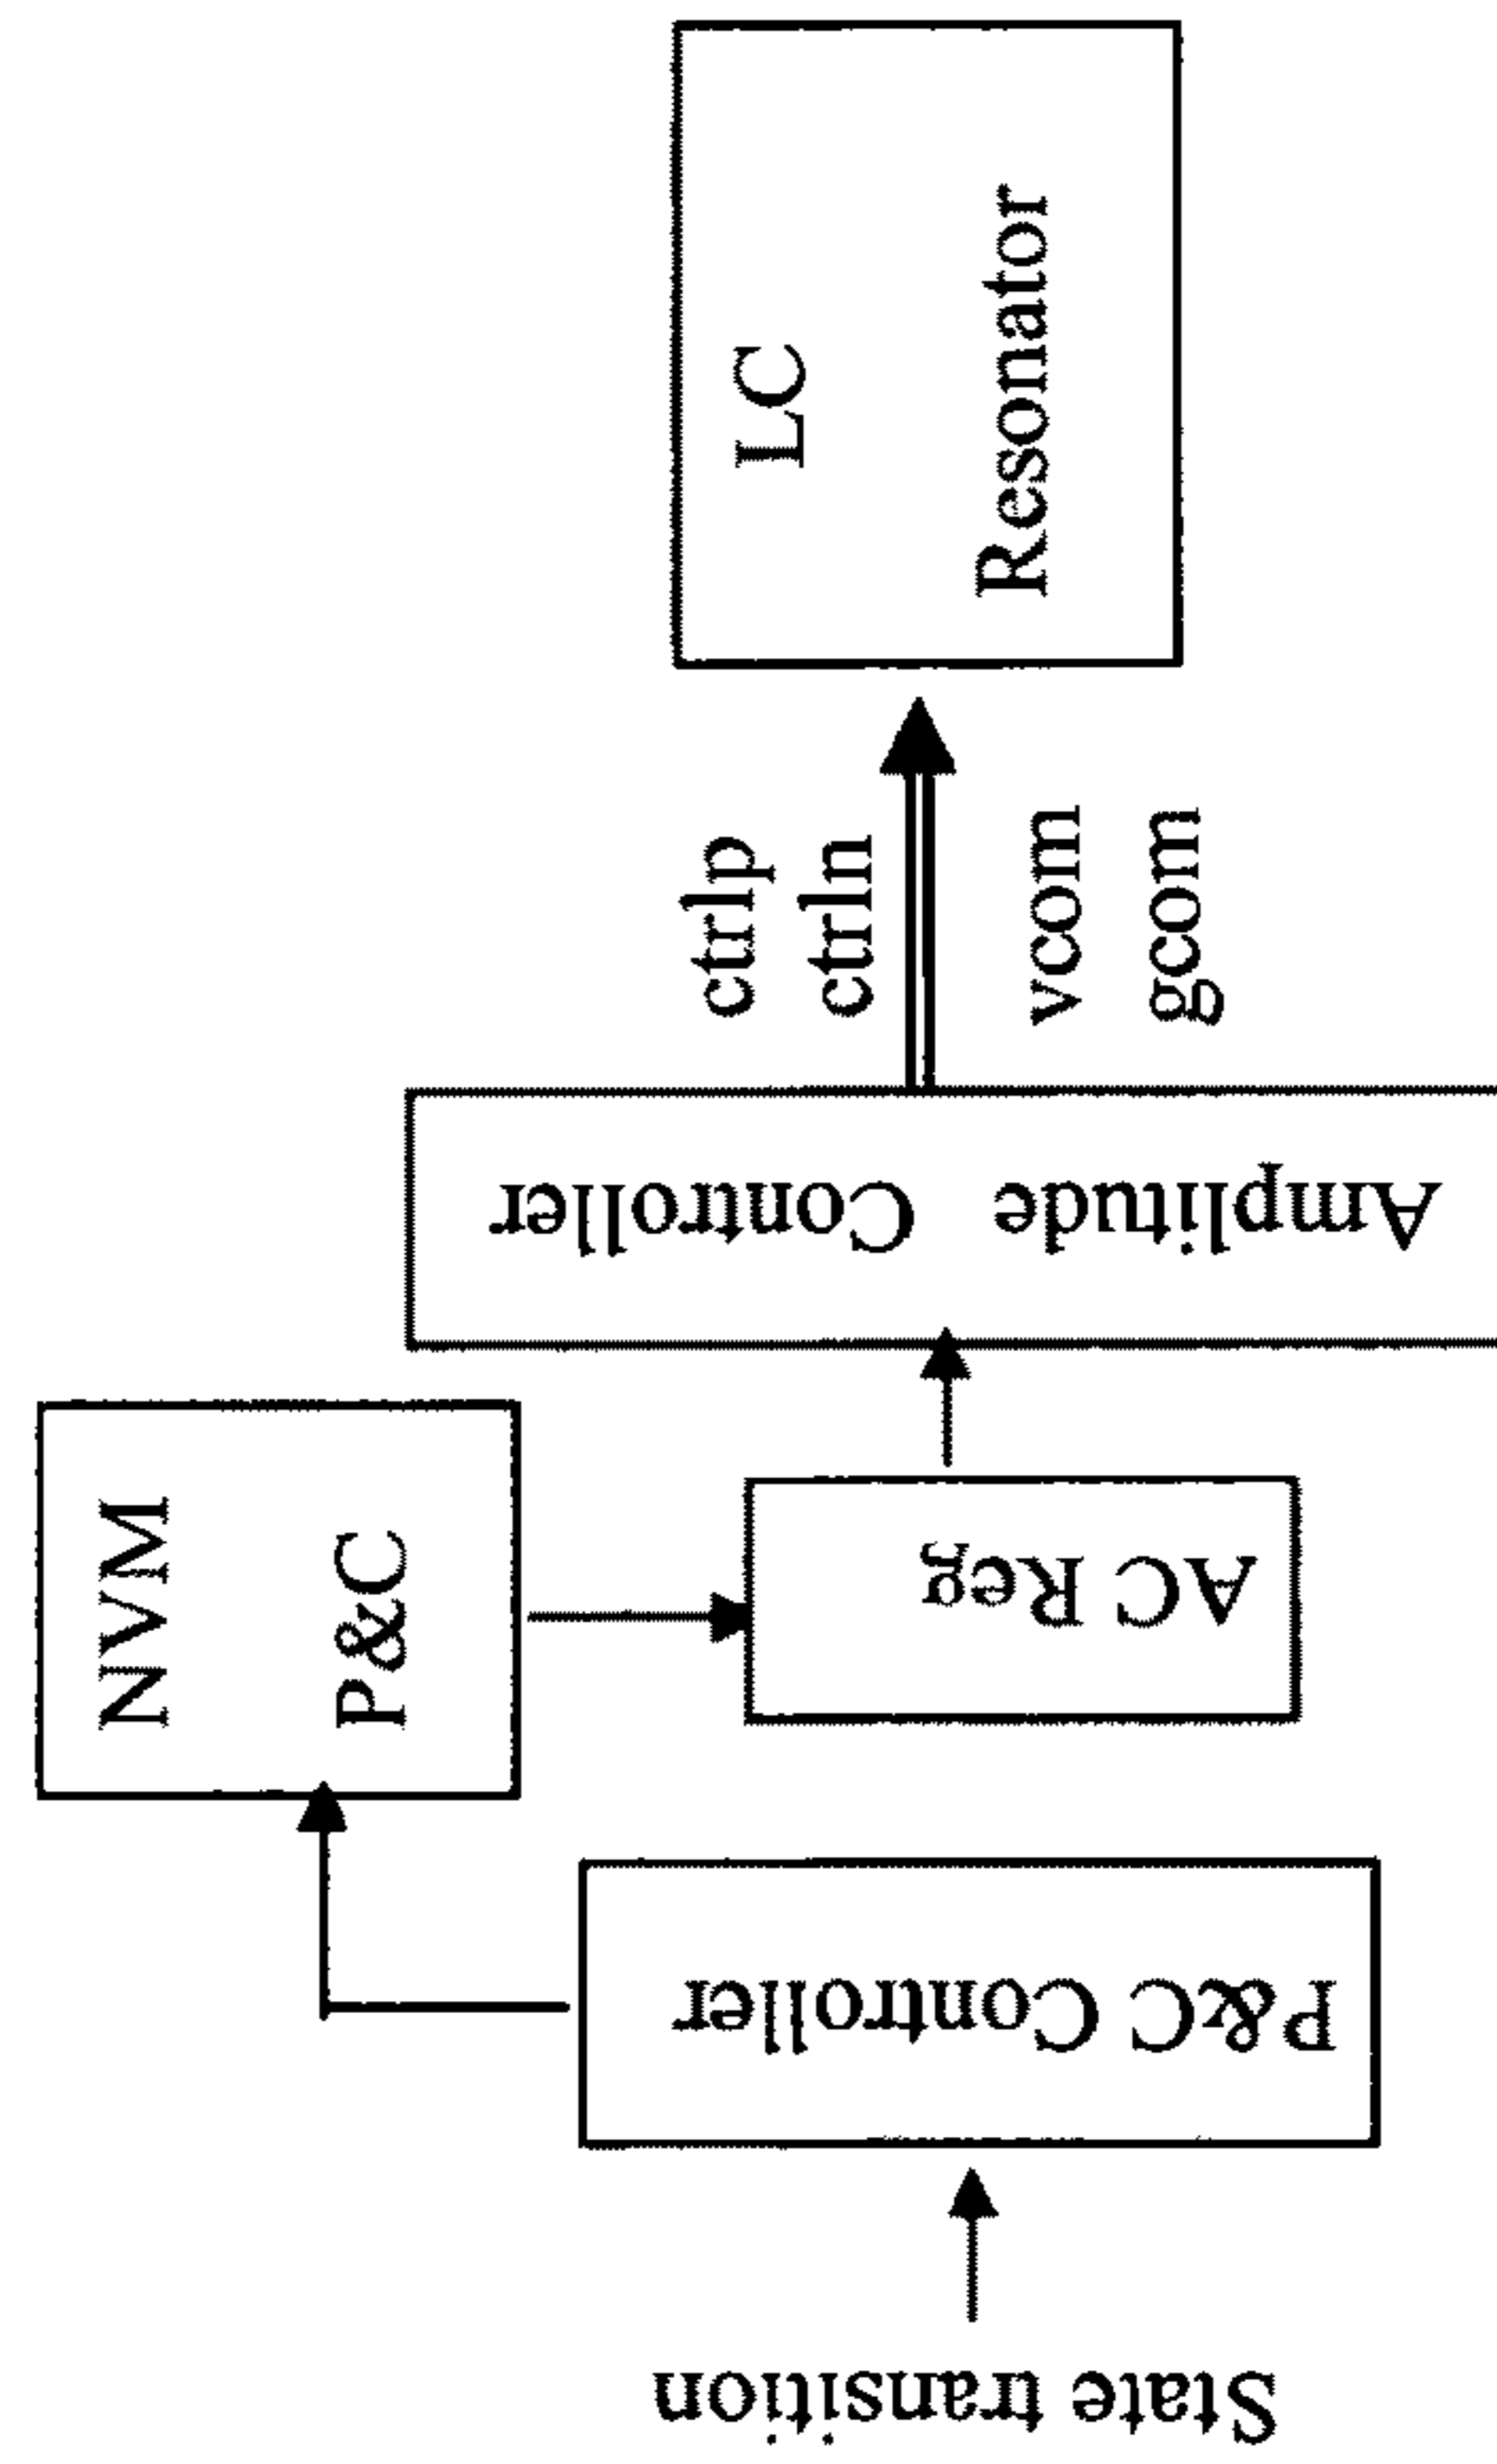 State transition
P&C Controller
NVM
P&C
AC Reg
Amplitude Controller
ctrlp
ctrln
vcom
gcom
LC
Resonator